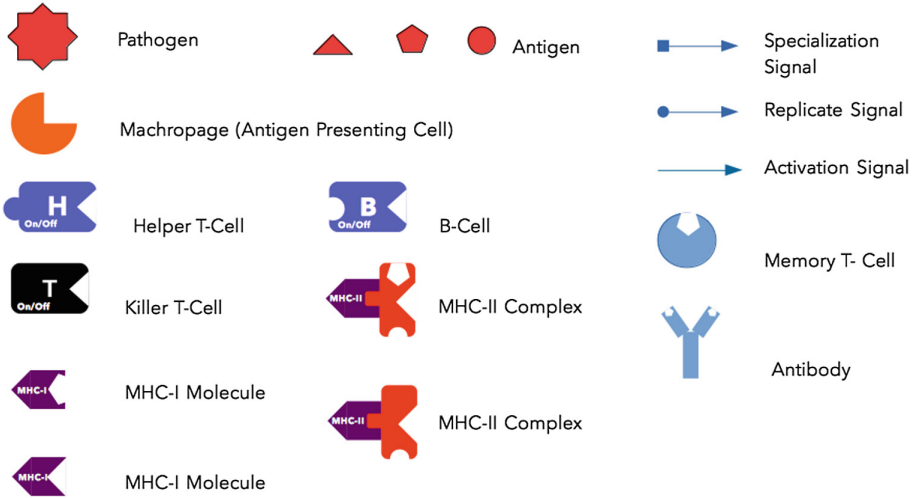 Pathogen
Antigen
Specialization
Signal
Machropage (Antigen Presenting Cell)
Replicate Signal
Activation Signal
H
On/Off
Helper T-Cell
B
On/Off
B-Cell
Memory T- Cell
T
On/Off
Killer T-Cell
MHC-II
MHC-II Complex
Antibody
MHC-I
MHC-I Molecule
MHC-II
MHC-II Complex
MHC-I
MHC-I Molecule